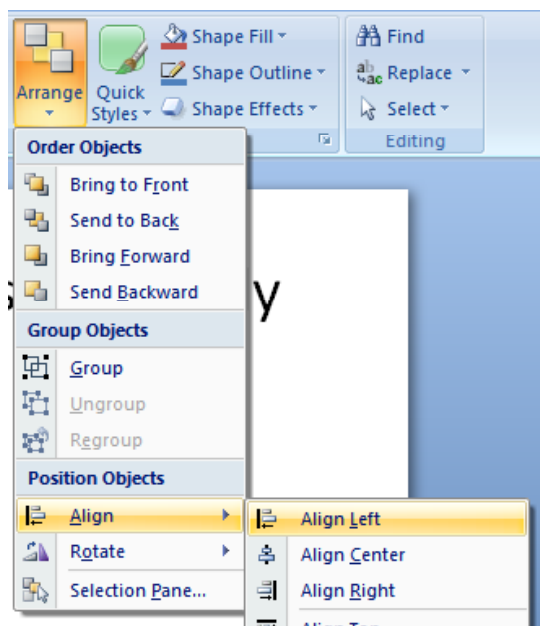 Arrange
Quick
Styles
Shape Fill
Shape Outline
Shape Effects
Find
Replace
Select
Editing
Order Objects
Bring to Front
Send to Back
Bring Forward
Send Backward
y
Group Objects
Group
Ungroup
Regroup
Position Objects
Align
Rotate
Selection Pane...
Align Left
Align Center
Align Right